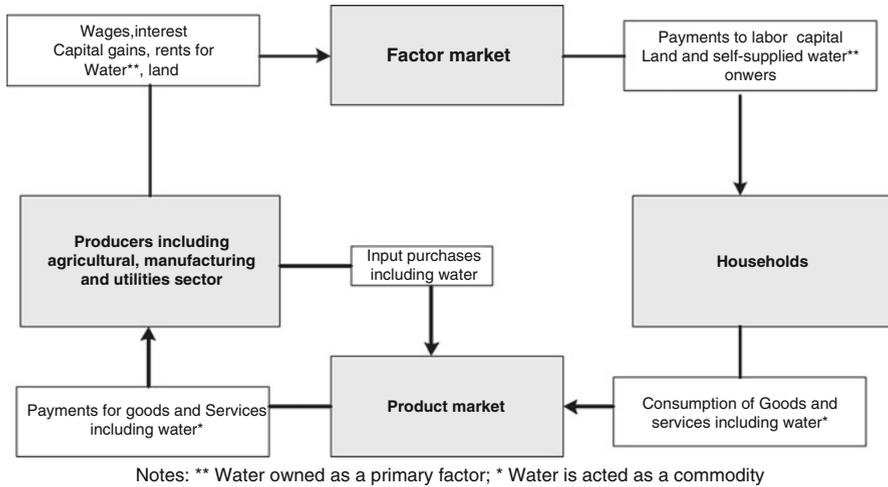 Wages,interest
Capital gains, rents for
Water**, land
Factor market
Payments to labor capital
Land and self-supplied water**
onwers
Producers including
agricultural, manufacturing
and utilities sector
Input purchases
including water
Households
Payments for goods and Services
including water*
Product market
Consumption of Goods and
services including water*
Notes: ** Water owned as a primary factor; * Water is acted as a commodity